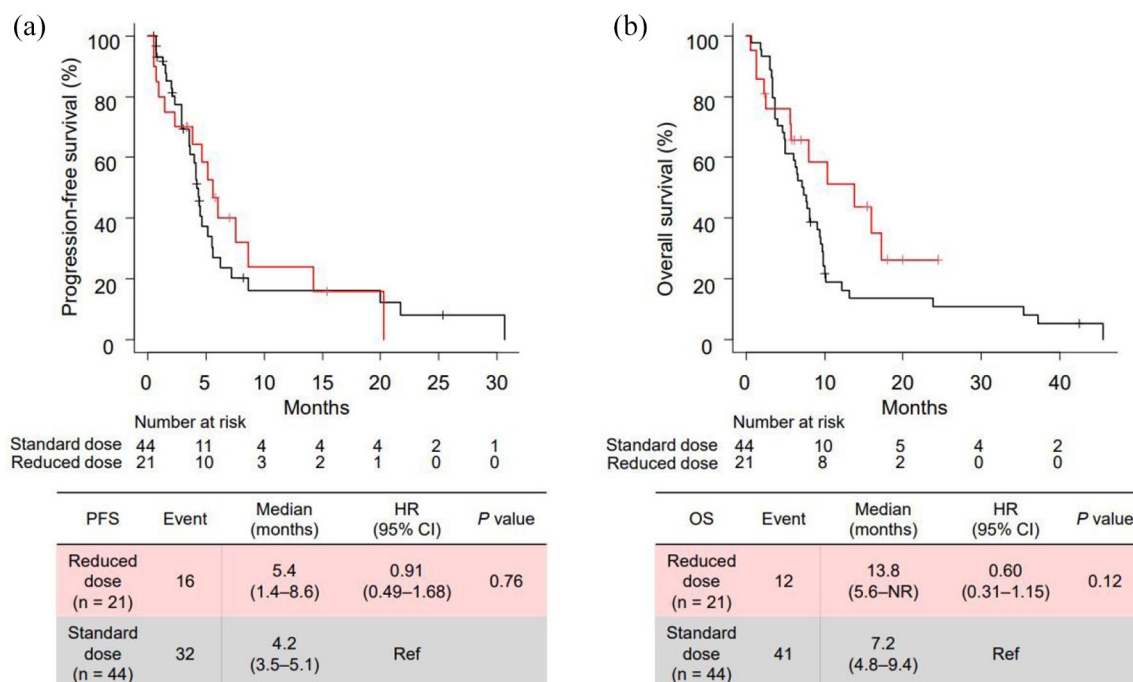 (a)
Progression-free survival (%)
100
80
60
40
20
0
0 5 10 15 20 25 30
Months
Number at risk
Standard dose 44 11 4 4 4 2 1
Reduced dose 21 10 3 2 1 0 0
PFS Event Median (months) HR (95% CI) P value
Reduced dose (n = 21) 16 5.4 (1.4–8.6) 0.91 (0.49–1.68) 0.76
Standard dose (n = 44) 32 4.2 (3.5–5.1) Ref
(b)
Overall survival (%)
100
80
60
40
20
0
0 10 20 30 40
Months
Number at risk
Standard dose 44 10 5 4 2
Reduced dose 21 8 2 0 0
OS Event Median (months) HR (95% CI) P value
Reduced dose (n = 21) 12 13.8 (5.6–NR) 0.60 (0.31–1.15) 0.12
Standard dose (n = 44) 41 7.2 (4.8–9.4) Ref